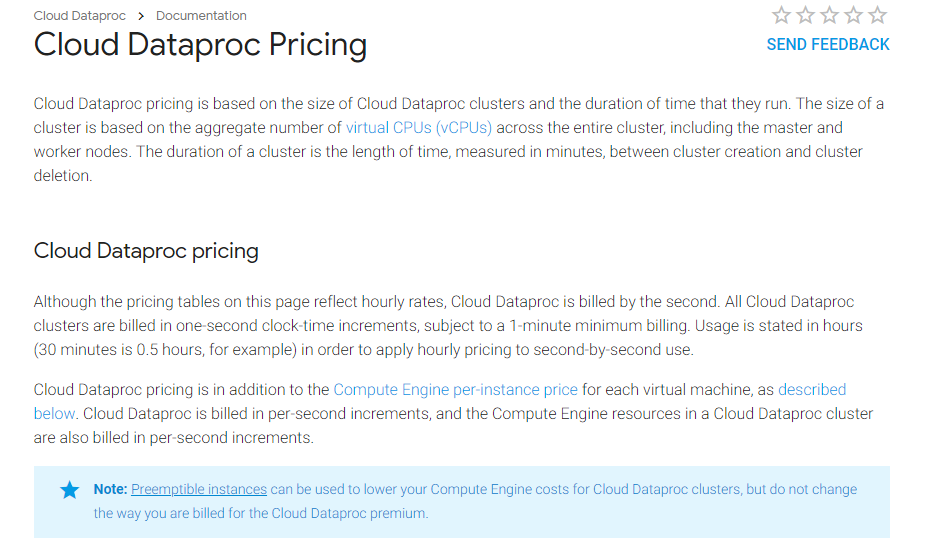 Cloud Dataproc > Documentation
Cloud Dataproc Pricing
SEND FEEDBACK
Cloud Dataproc pricing is based on the size of Cloud Dataproc clusters and the duration of time that they run. The size of a
cluster is based on the aggregate number of virtual CPUs (vCPUs) across the entire cluster, including the master and
worker nodes. The duration of a cluster is the length of time, measured in minutes, between cluster creation and cluster
deletion.
Cloud Dataproc pricing
Although the pricing tables on this page reflect hourly rates, Cloud Dataproc is billed by the second. All Cloud Dataproc
clusters are billed in one-second clock-time increments, subject to a 1-minute minimum billing. Usage is stated in hours
(30 minutes is 0.5 hours, for example) in order to apply hourly pricing to second-by-second use.
Cloud Dataproc pricing is in addition to the Compute Engine per-instance price for each virtual machine, as described
below. Cloud Dataproc is billed in per-second increments, and the Compute Engine resources in a Cloud Dataproc cluster
are also billed in per-second increments.
Note: Preemptible instances can be used to lower your Compute Engine costs for Cloud Dataproc clusters, but do not change
the way you are billed for the Cloud Dataproc premium.